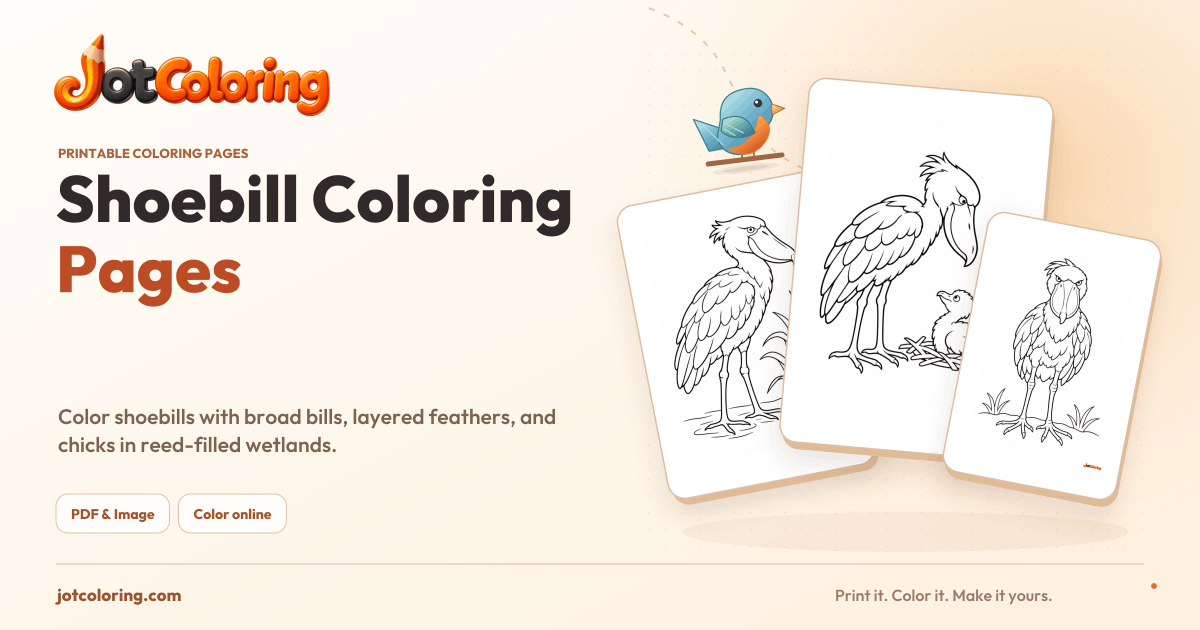 JotColoring
PRINTABLE COLORING PAGES
Shoebill Coloring
Pages
Color shoebills with broad bills, layered feathers, and
chicks in reed-filled wetlands.
PDF & Image
Color online
jotcoloring.com
Print it. Color it. Make it yours.